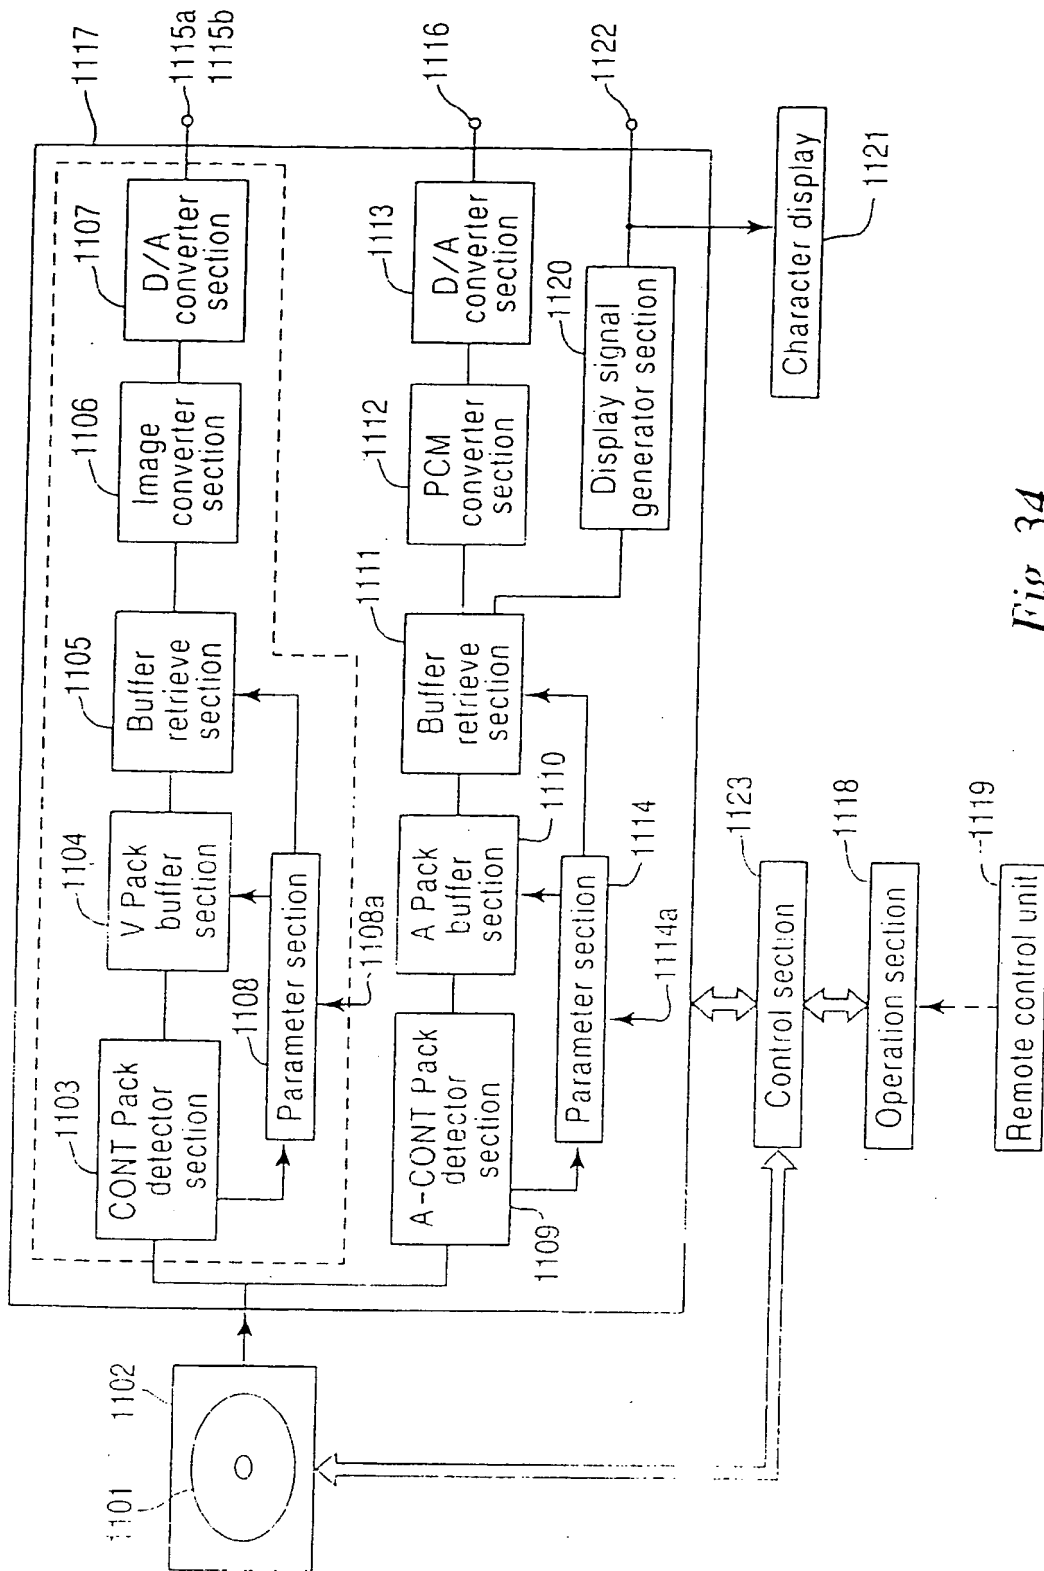 1117
1107
D/A
converter
section
1115a
1115b
1106
Image
converter
section
1105
Buffer
retrieve
section
1104
V Pack
buffer
section
1103
CONT Pack
detector
section
1108
Parameter section
1108a
1113
D/A
converter
section
1116
1112
PCM
converter
section
1111
Buffer
retrieve
section
1110
A Pack
buffer
section
A-CONT Pack
detector
section
1109
1114
Parameter section
1114a
1120
Display signal
generator section
1122
Character display
1121
1102
1101
1123
Control section
1118
Operation section
1119
Remote control unit
Fig. 34